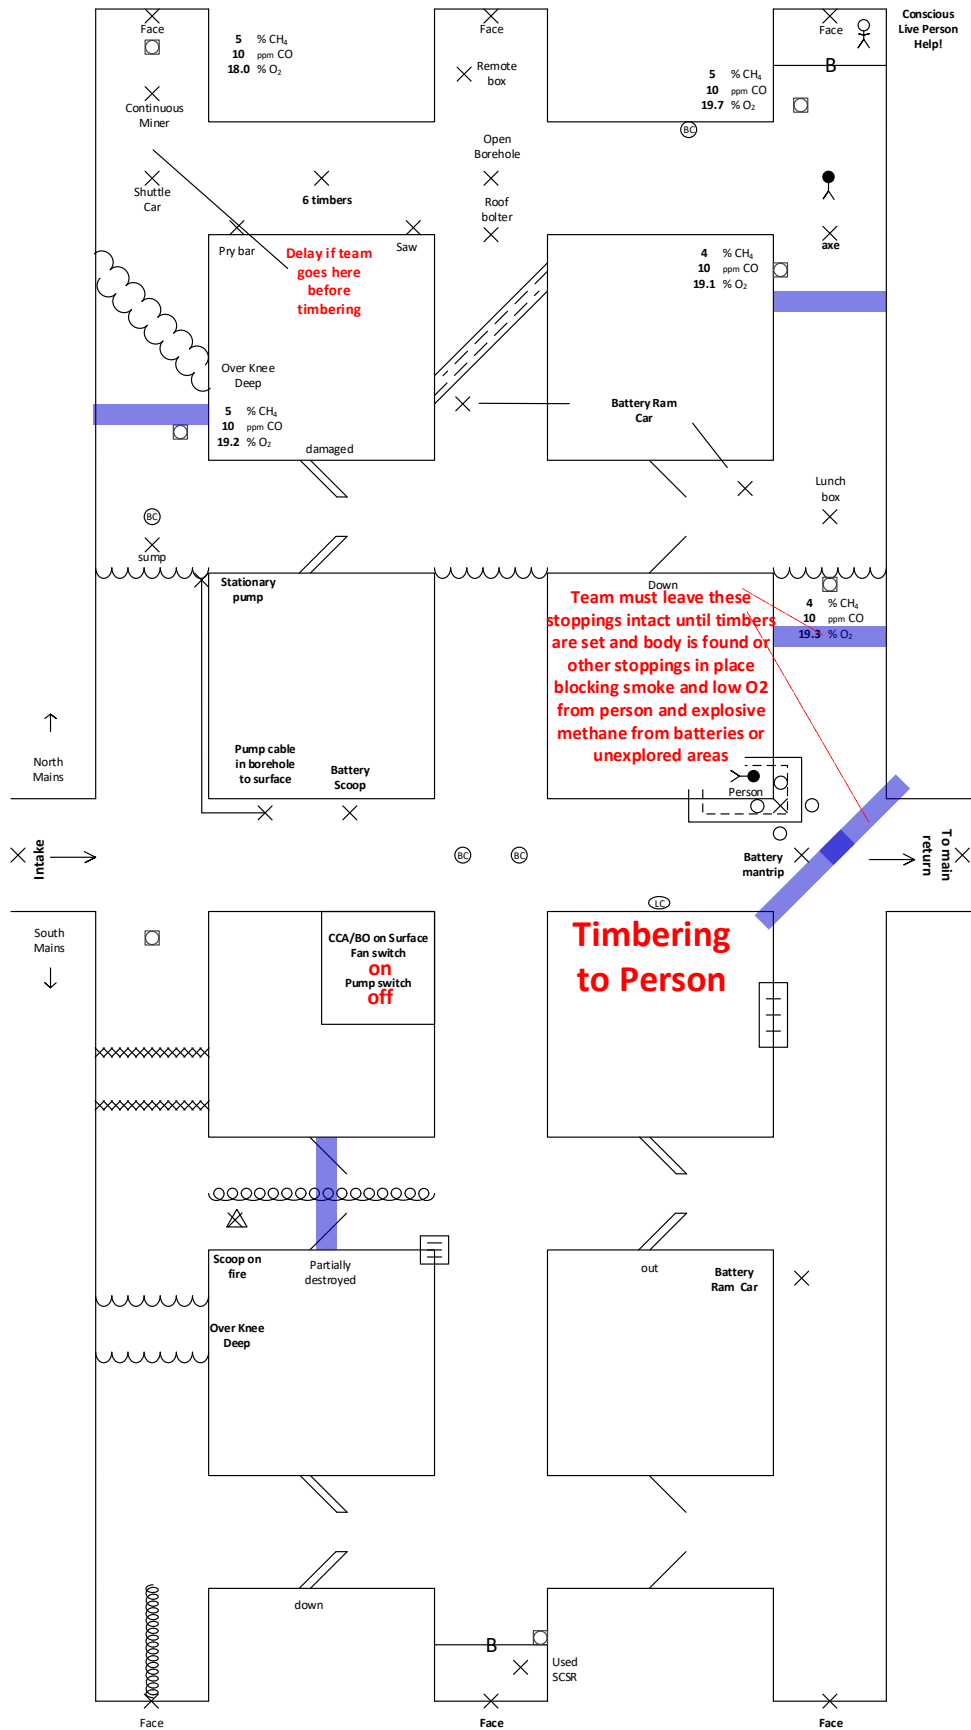 Face
Face
Face
Conscious
Live Person
Help!
5 % CH₄
10 ppm CO
18.0 % O₂
Remote
box
B
5 % CH₄
10 ppm CO
19.7 % O₂
Continuous
Miner
BC
Open
Borehole
Shuttle
Car
6 timbers
Roof
bolter
Pry bar
Saw
axe
Delay if team
goes here
before
timbering
4 % CH₄
10 ppm CO
19.1 % O₂
Over Knee
Deep
5 % CH₄
10 ppm CO
19.2 % O₂
damaged
Battery Ram
Car
Lunch
box
BC
sump
Stationary
pump
Down
Team must leave these
stoppings intact until timbers
are set and body is found or
other stoppings in place
blocking smoke and low O2
from person and explosive
methane from batteries or
unexplored areas
4 % CH₄
10 ppm CO
19.3 % O₂
North
Mains
Pump cable
in borehole
to surface
Battery
Scoop
Person
Intake
BC
BC
Battery
mantrip
To main
return
LC
South
Mains
CCA/BO on Surface
Fan switch
on
Pump switch
off
Timbering
to Person
Scoop on
fire
Partially
destroyed
out
Battery
Ram Car
Over Knee
Deep
down
B
Used
SCSR
Face
Face
Face